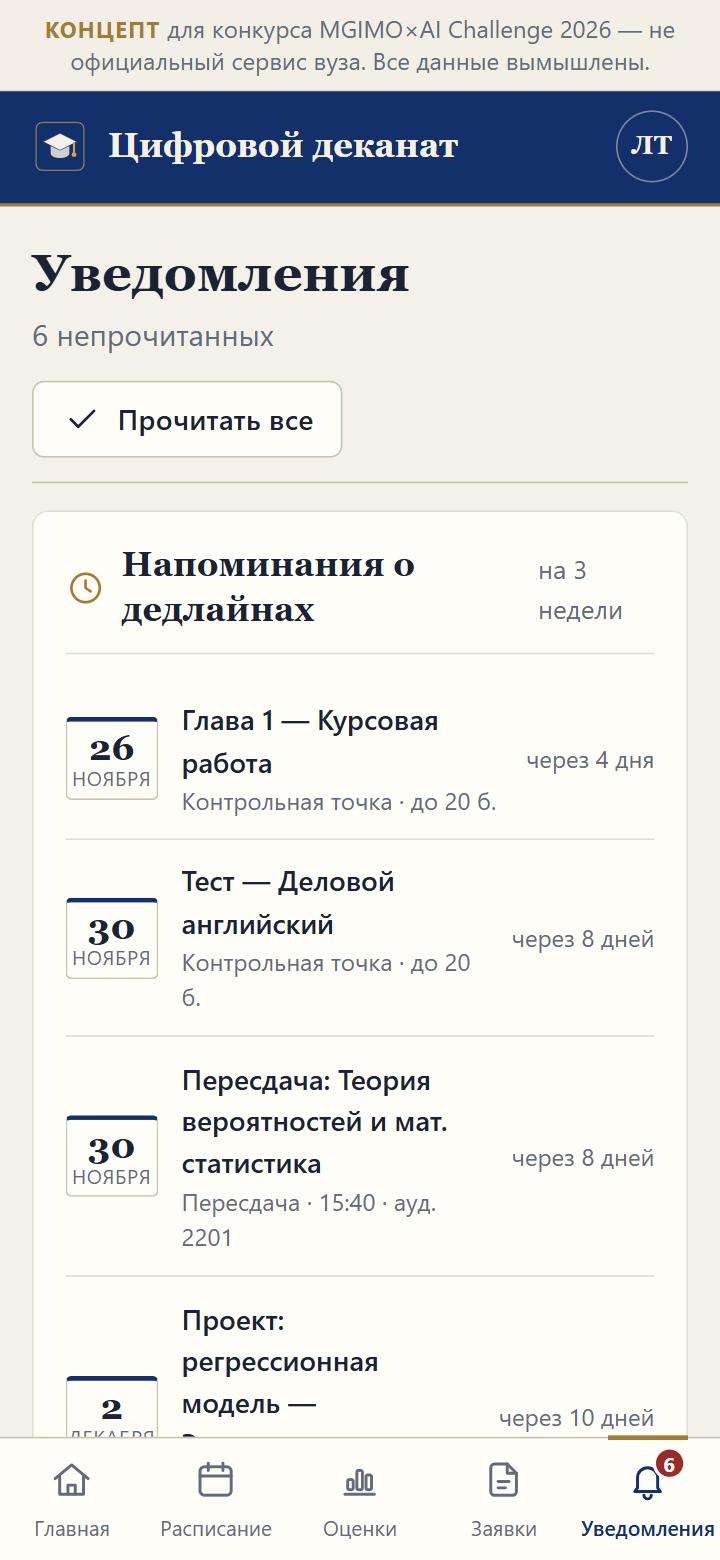 КОНЦЕПТ для конкурса MGIMO×AI Challenge 2026 — не
официальный сервис вуза. Все данные вымышлены.
Цифровой деканат
ЛТ
Уведомления
6 непрочитанных
Прочитать все
Напоминания о
дедлайнах
на 3
недели
26
НОЯБРЯ
Глава 1 — Курсовая
работа
Контрольная точка · до 20 б.
через 4 дня
30
НОЯБРЯ
Тест — Деловой
английский
Контрольная точка · до 20
б.
через 8 дней
30
НОЯБРЯ
Пересдача: Теория
вероятностей и мат.
статистика
Пересдача · 15:40 · ауд.
2201
через 8 дней
2
ДЕКАБРЯ
Проект:
регрессионная
модель —
через 10 дней
6
Главная
Расписание
Оценки
Заявки
Уведомления